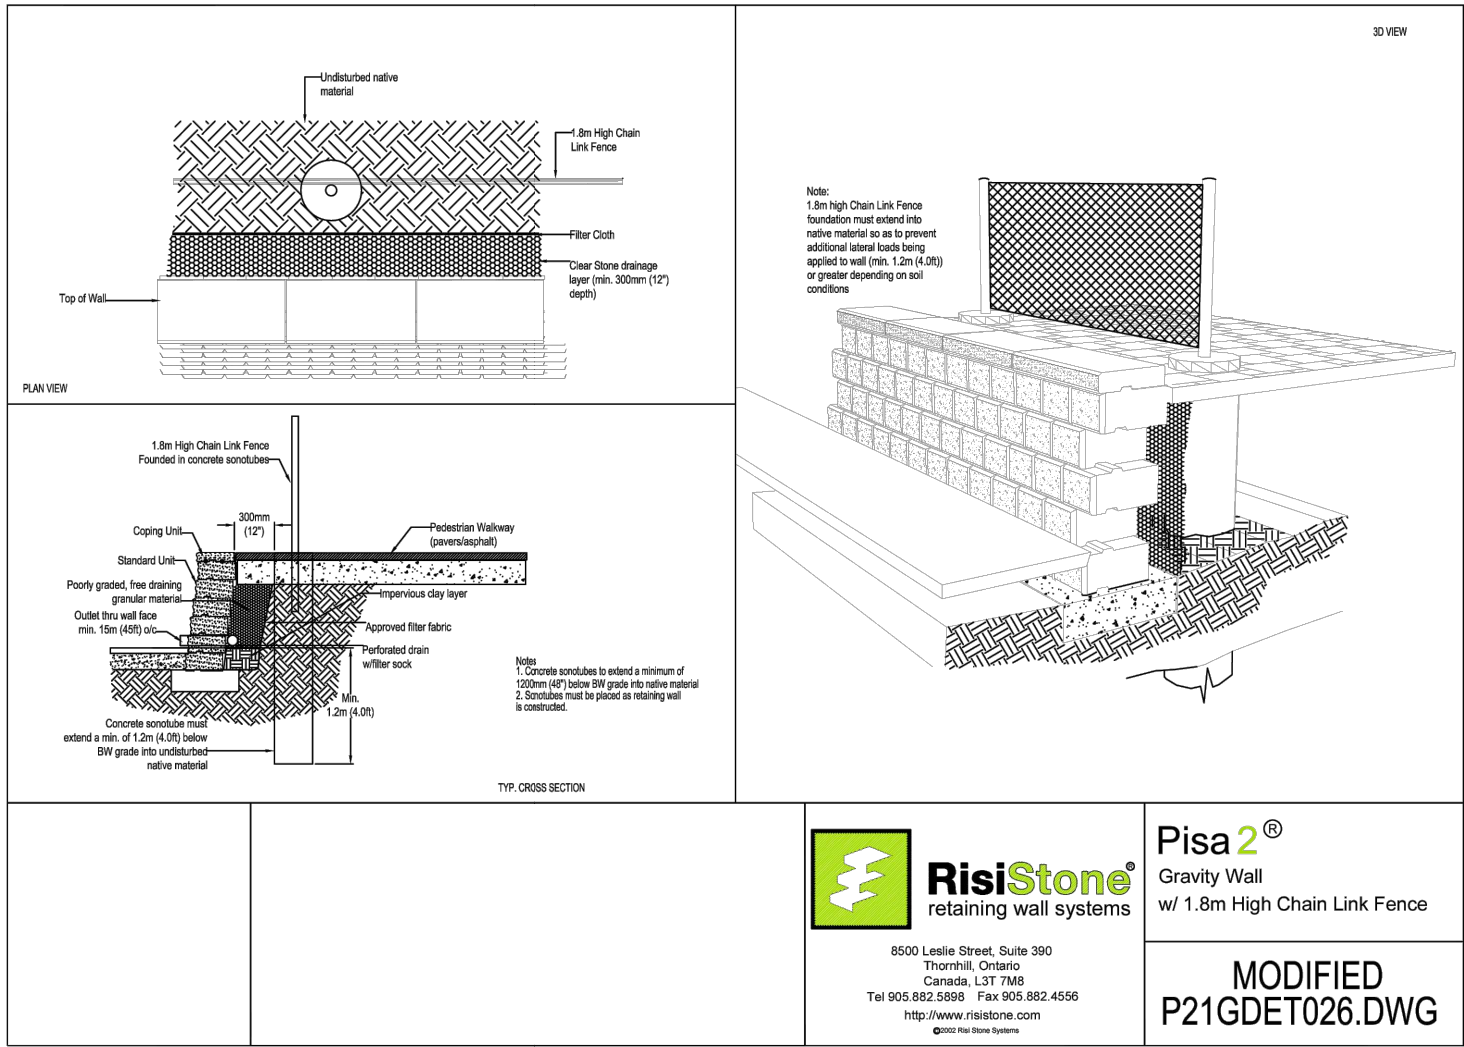 Undisturbed native
material
1.8m High Chain
Link Fence
Filter Cloth
Clear Stone drainage
layer (min. 300mm (12")
depth)
Top of Wall
PLAN VIEW
1.8m High Chain Link Fence
Founded in concrete sonotubes
300mm
(12")
Coping Unit
Pedestrian Walkway
(pavers/asphalt)
Standard Unit
Poorly graded, free draining
granular material
Impervious clay layer
Outlet thru wall face
min. 15m (45ft) o/c
Approved filter fabric
Perforated drain
w/filter sock
Min.
1.2m (4.0ft)
Concrete sonotube must
extend a min. of 1.2m (4.0ft) below
BW grade into undisturbed
native material
Notes
1. Concrete sonotubes to extend a minimum of
1200mm (48") below BW grade into native material
2. Sonotubes must be placed as retaining wall
is constructed.
TYP. CROSS SECTION
3D VIEW
Note:
1.8m high Chain Link Fence
foundation must extend into
native material so as to prevent
additional lateral loads being
applied to wall (min. 1.2m (4.0ft))
or greater depending on soil
conditions
RisiStone®
retaining wall systems
8500 Leslie Street, Suite 390
Thornhill, Ontario
Canada, L3T 7M8
Tel 905.882.5898 Fax 905.882.4556
http://www.risistone.com
©2002 Risi Stone Systems
Pisa 2®
Gravity Wall
w/ 1.8m High Chain Link Fence
MODIFIED
P21GDET026.DWG